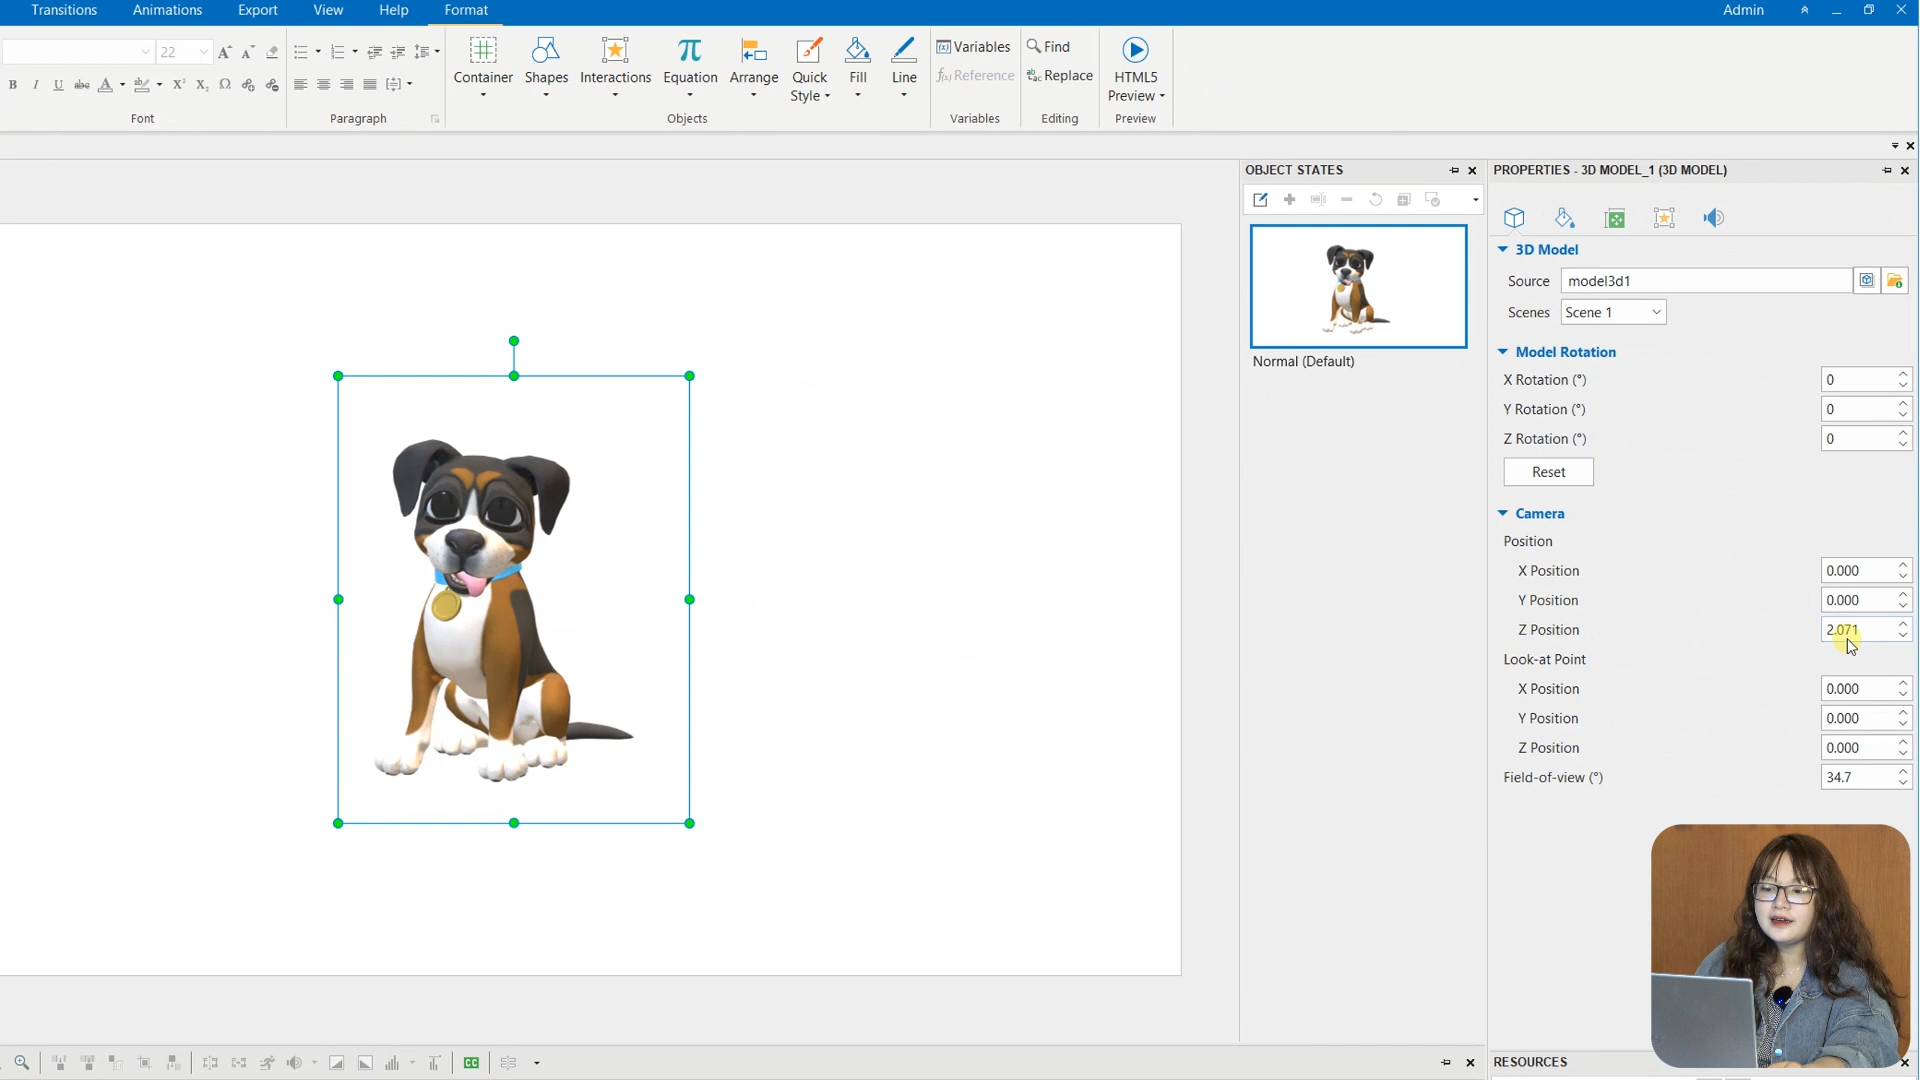 Transitions Animations Export View Help Format Admin
22
B I U abc A X² X₂ Ω
Container Shapes Interactions Equation Arrange Quick Style Fill Line
Variables Reference
Find Replace
HTML5 Preview
Font Paragraph Objects Variables Editing Preview
OBJECT STATES
Normal (Default)
PROPERTIES - 3D MODEL_1 (3D MODEL)
3D Model
Source model3d1
Scenes Scene 1
Model Rotation
X Rotation (°) 0
Y Rotation (°) 0
Z Rotation (°) 0
Reset
Camera
Position
X Position 0.000
Y Position 0.000
Z Position 2.071
Look-at Point
X Position 0.000
Y Position 0.000
Z Position 0.000
Field-of-view (°) 34.7
CC
RESOURCES